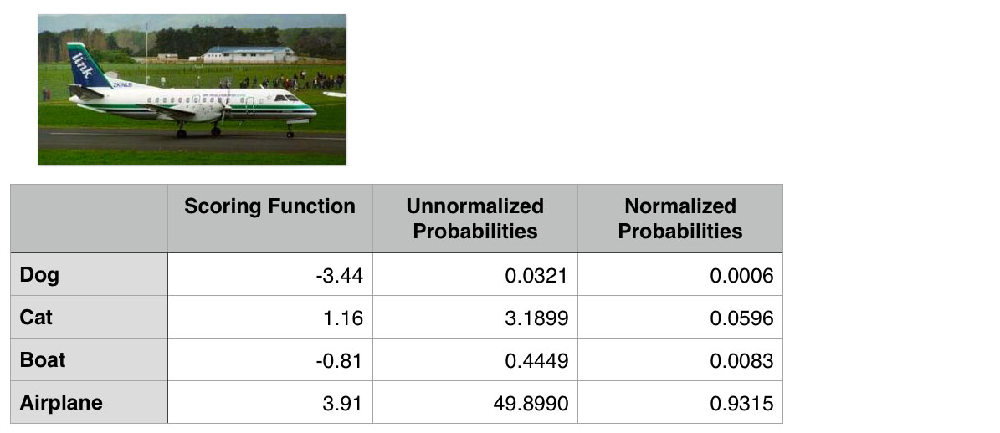 link
ZK-NLB
Scoring Function Unnormalized Probabilities Normalized Probabilities
Dog -3.44 0.0321 0.0006
Cat 1.16 3.1899 0.0596
Boat -0.81 0.4449 0.0083
Airplane 3.91 49.8990 0.9315